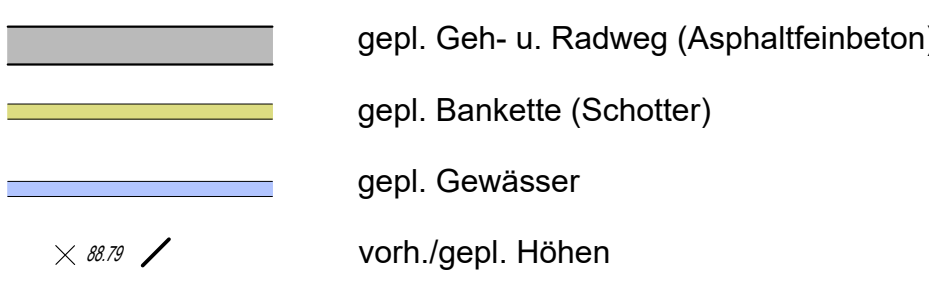 gepl. Geh- u. Radweg (Asphaltfeinbeton)
gepl. Bankette (Schotter)
gepl. Gewässer
88.79 vorh./gepl. Höhen